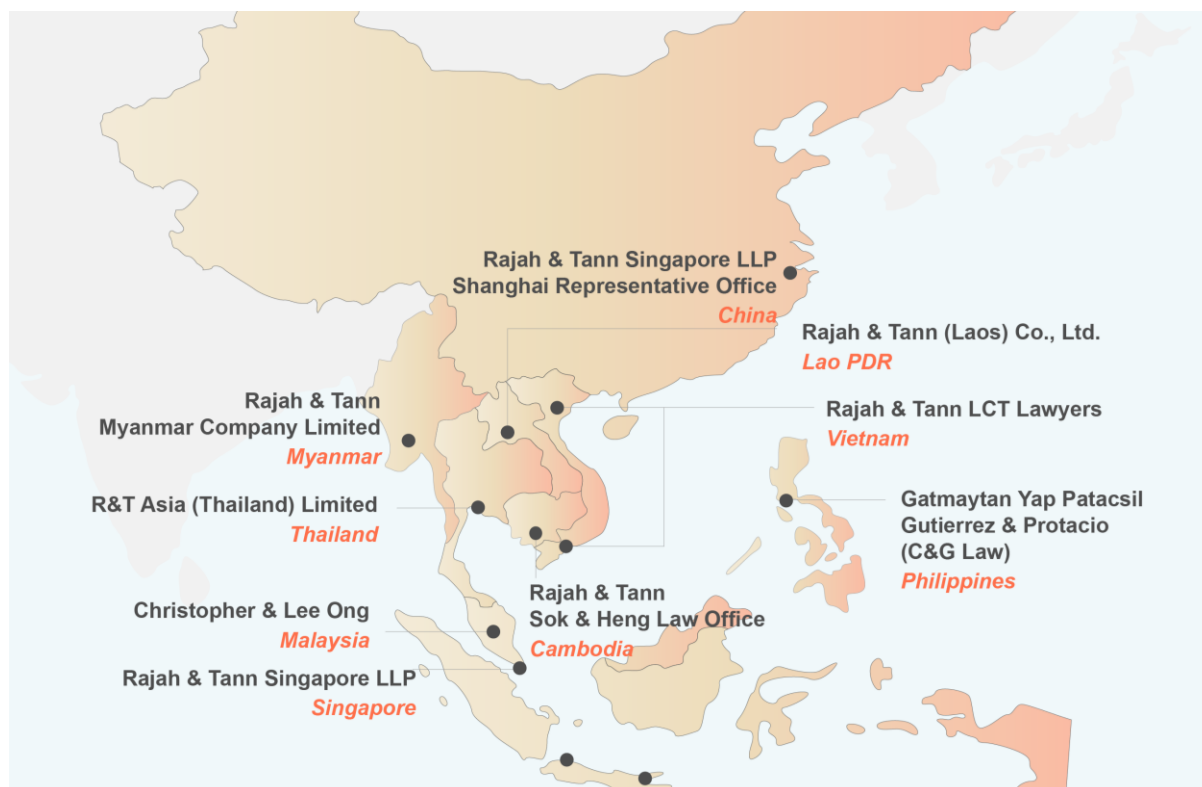 Rajah & Tann Singapore LLP
Shanghai Representative Office
China
Rajah & Tann (Laos) Co., Ltd.
Lao PDR
Rajah & Tann
Myanmar Company Limited
Myanmar
Rajah & Tann LCT Lawyers
Vietnam
R&T Asia (Thailand) Limited
Thailand
Gatmaytan Yap Patacsil
Gutierrez & Protacio
(C&G Law)
Philippines
Rajah & Tann
Sok & Heng Law Office
Cambodia
Christopher & Lee Ong
Malaysia
Rajah & Tann Singapore LLP
Singapore